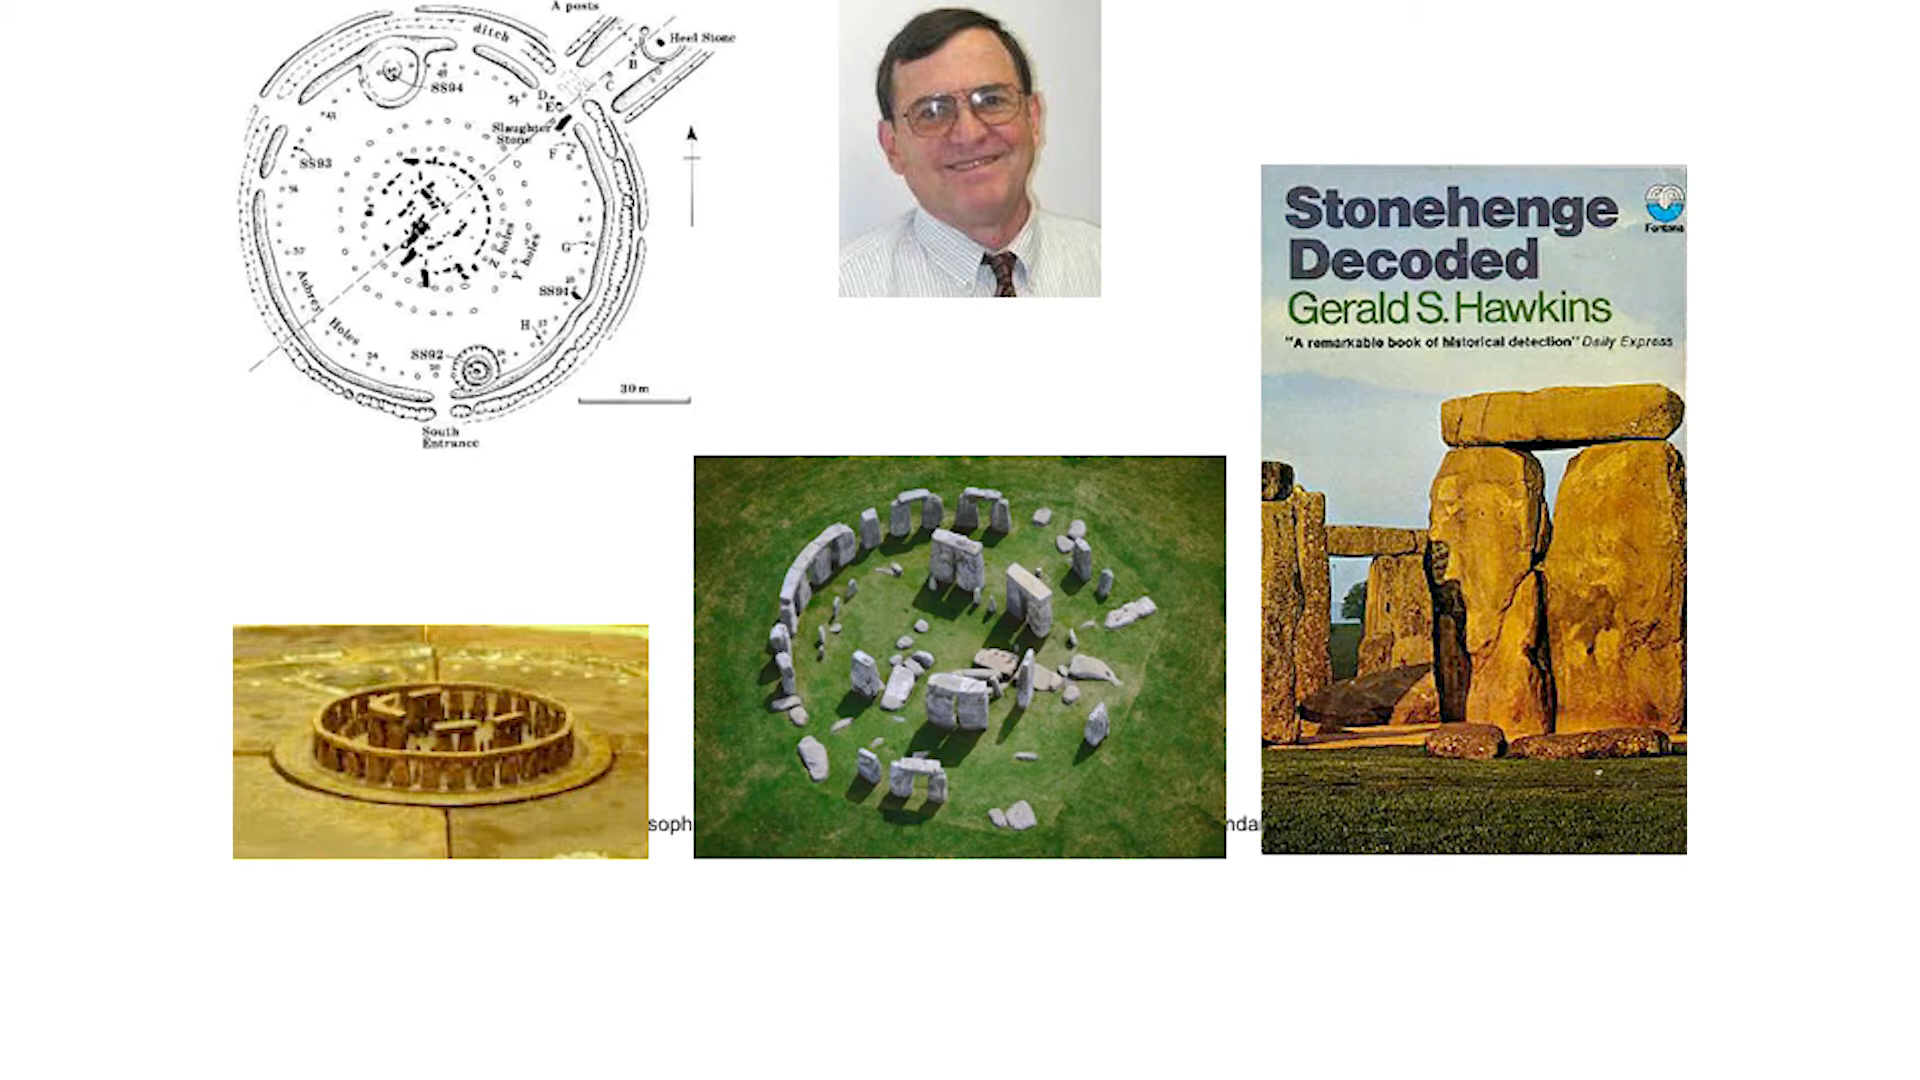 A posts
ditch
Heel Stone
B
C
SS94
D
E
Slaughter
Stone
F
SS93
Z holes
Y holes
G
SS91
Aubrey
Holes
H
SS92
30m
South
Entrance
Stonehenge
Decoded
Fontana
Gerald S. Hawkins
"A remarkable book of historical detection" Daily Express
soph
nda